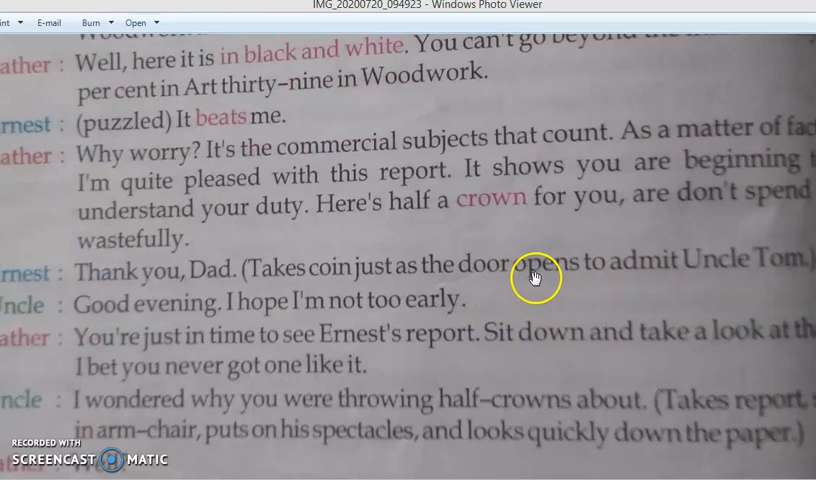 IMG_20200720_094923 - Windows Photo Viewer
int E-mail Burn Open
ather : Well, here it is in black and white. You can't go beyond the
per cent in Art thirty-nine in Woodwork.
rnest : (puzzled) It beats me.
ather : Why worry? It's the commercial subjects that count. As a matter of fac
I'm quite pleased with this report. It shows you are beginning t
understand your duty. Here's half a crown for you, are don't spend
wastefully.
rnest : Thank you, Dad. (Takes coin just as the door opens to admit Uncle Tom.)
ncle : Good evening. I hope I'm not too early.
ather : You're just in time to see Ernest's report. Sit down and take a look at th
I bet you never got one like it.
ncle : I wondered why you were throwing half-crowns about. (Takes report, s
in arm-chair, puts on his spectacles, and looks quickly down the paper.)
RECORDED WITH
SCREENCAST MATIC